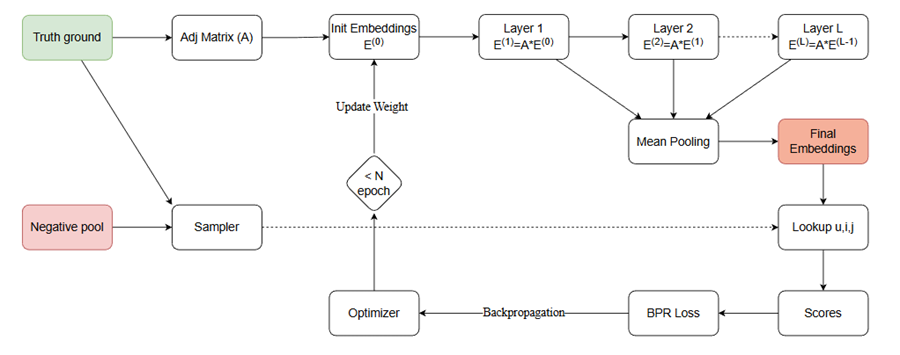 Truth ground
Adj Matrix (A)
Init Embeddings
E(0)
Layer 1
E(1)=A*E(0)
Layer 2
E(2)=A*E(1)
Layer L
E(L)=A*E(L-1)
Update Weight
Mean Pooling
Final
Embeddings
< N
epoch
Negative pool
Sampler
Lookup u,i,j
Optimizer
Backpropagation
BPR Loss
Scores